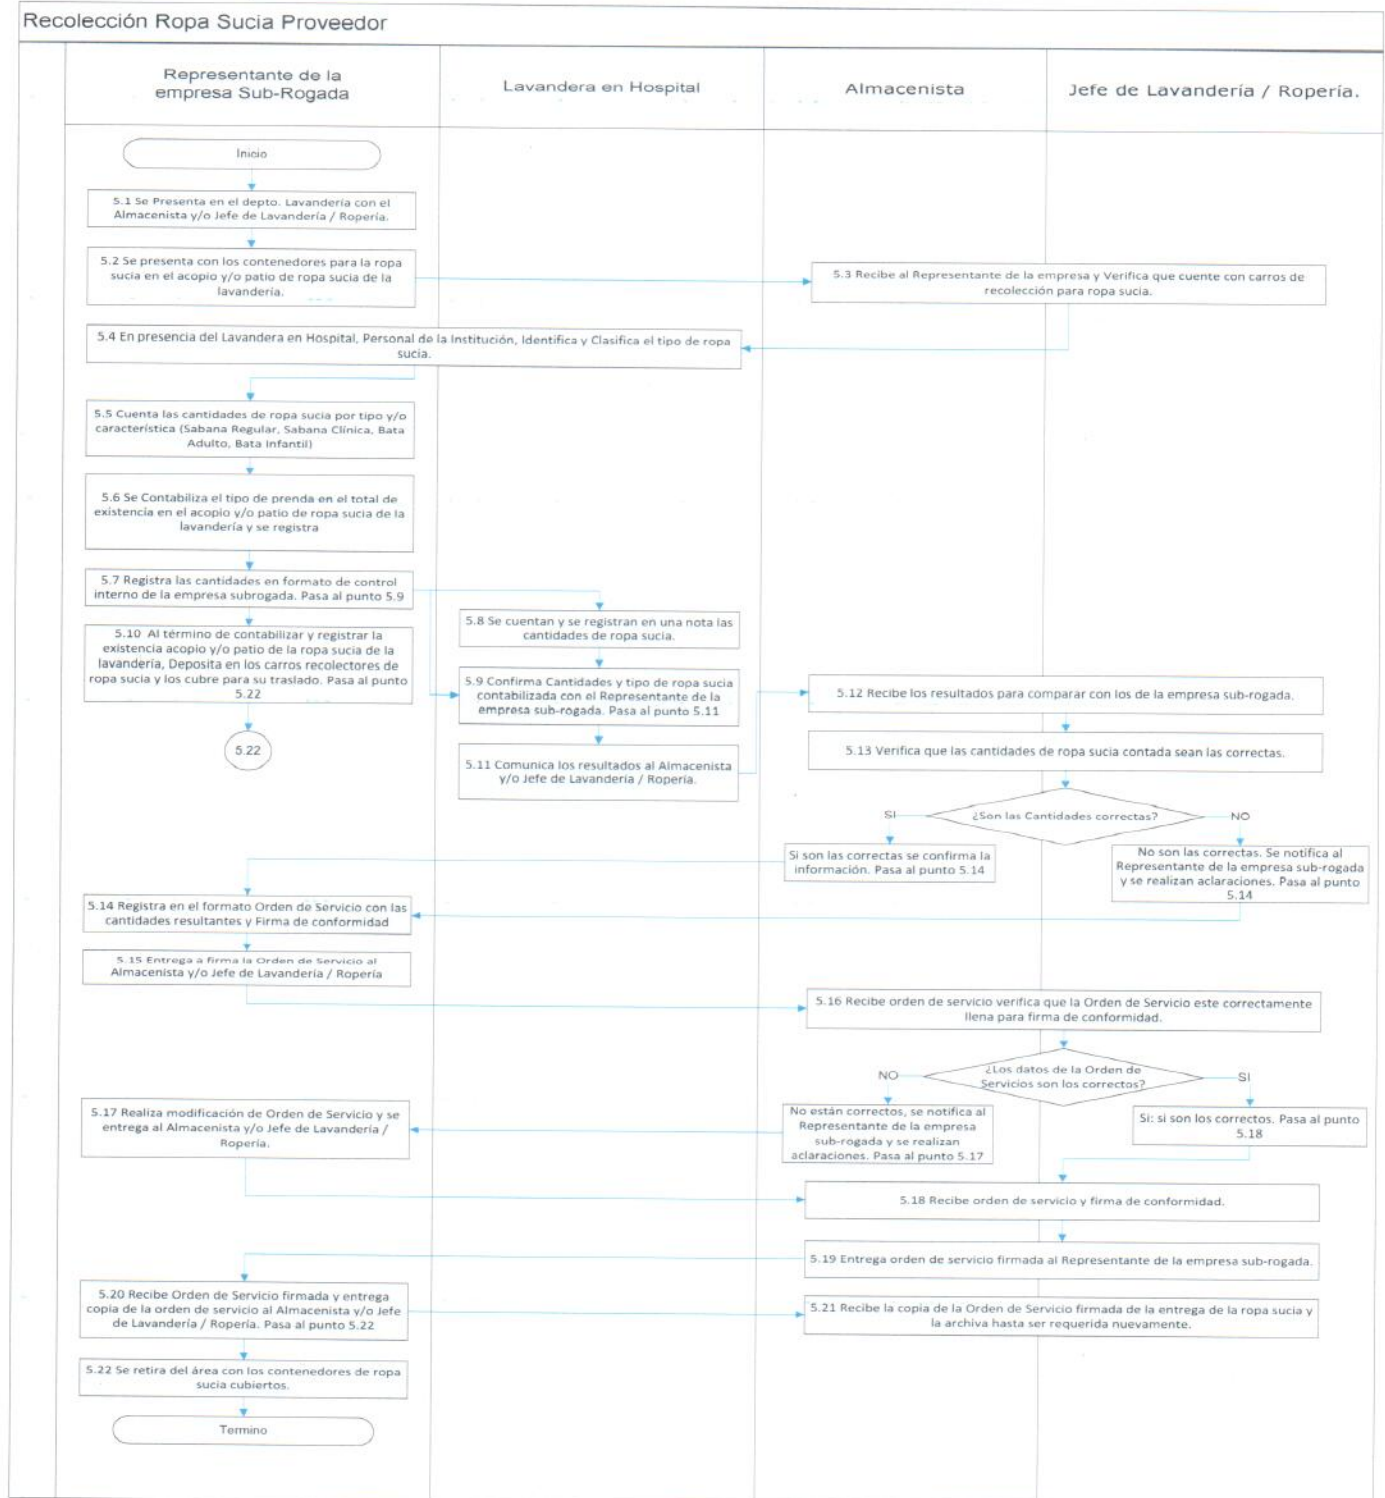 Recolección Ropa Sucia Proveedor
Representante de la
empresa Sub-Rogada
Lavandera en Hospital
Almacenista
Jefe de Lavandería / Ropería.
Inicio
5.1 Se Presenta en el depto. Lavandería con el
Almacenista y/o Jefe de Lavandería / Ropería.
5.2 Se presenta con los contenedores para la ropa
sucia en el acopio y/o patio de ropa sucia de la
lavandería.
5.3 Recibe al Representante de la empresa y Verifica que cuente con carros de
recolección para ropa sucia.
5.4 En presencia del Lavandera en Hospital, Personal de la Institución, Identifica y Clasifica el tipo de ropa
sucia.
5.5 Cuenta las cantidades de ropa sucia por tipo y/o
característica (Sabana Regular, Sabana Clínica, Bata
Adulto, Bata Infantil)
5.6 Se Contabiliza el tipo de prenda en el total de
existencia en el acopio y/o patio de ropa sucia de la
lavandería y se registra
5.7 Registra las cantidades en formato de control
interno de la empresa subrogada. Pasa al punto 5.9
5.8 Se cuentan y se registran en una nota las
cantidades de ropa sucia.
5.10 Al término de contabilizar y registrar la
existencia acopio y/o patio de la ropa sucia de la
lavandería, Deposita en los carros recolectores de
ropa sucia y los cubre para su traslado. Pasa al punto
5.22
5.9 Confirma Cantidades y tipo de ropa sucia
contabilizada con el Representante de la
empresa sub-rogada. Pasa al punto 5.11
5.12 Recibe los resultados para comparar con los de la empresa sub-rogada.
5.22
5.11 Comunica los resultados al Almacenista
y/o Jefe de Lavandería / Ropería.
5.13 Verifica que las cantidades de ropa sucia contada sean las correctas.
SI
¿Son las Cantidades correctas?
NO
Si son las correctas se confirma la
información. Pasa al punto 5.14
No son las correctas. Se notifica al
Representante de la empresa sub-rogada
y se realizan aclaraciones. Pasa al punto
5.14
5.14 Registra en el formato Orden de Servicio con las
cantidades resultantes y Firma de conformidad
5.15 Entrega a firma la Orden de Servicio al
Almacenista y/o Jefe de Lavandería / Ropería
5.16 Recibe orden de servicio verifica que la Orden de Servicio este correctamente
llena para firma de conformidad.
NO
¿Los datos de la Orden de
Servicios son los correctos?
SI
5.17 Realiza modificación de Orden de Servicio y se
entrega al Almacenista y/o Jefe de Lavandería /
Ropería.
No están correctos, se notifica al
Representante de la empresa
sub-rogada y se realizan
aclaraciones. Pasa al punto 5.17
Si: si son los correctos. Pasa al punto
5.18
5.18 Recibe orden de servicio y firma de conformidad.
5.19 Entrega orden de servicio firmada al Representante de la empresa sub-rogada.
5.20 Recibe Orden de Servicio firmada y entrega
copia de la orden de servicio al Almacenista y/o Jefe
de Lavandería / Ropería. Pasa al punto 5.22
5.21 Recibe la copia de la Orden de Servicio firmada de la entrega de la ropa sucia y
la archiva hasta ser requerida nuevamente.
5.22 Se retira del área con los contenedores de ropa
sucia cubiertos.
Termino